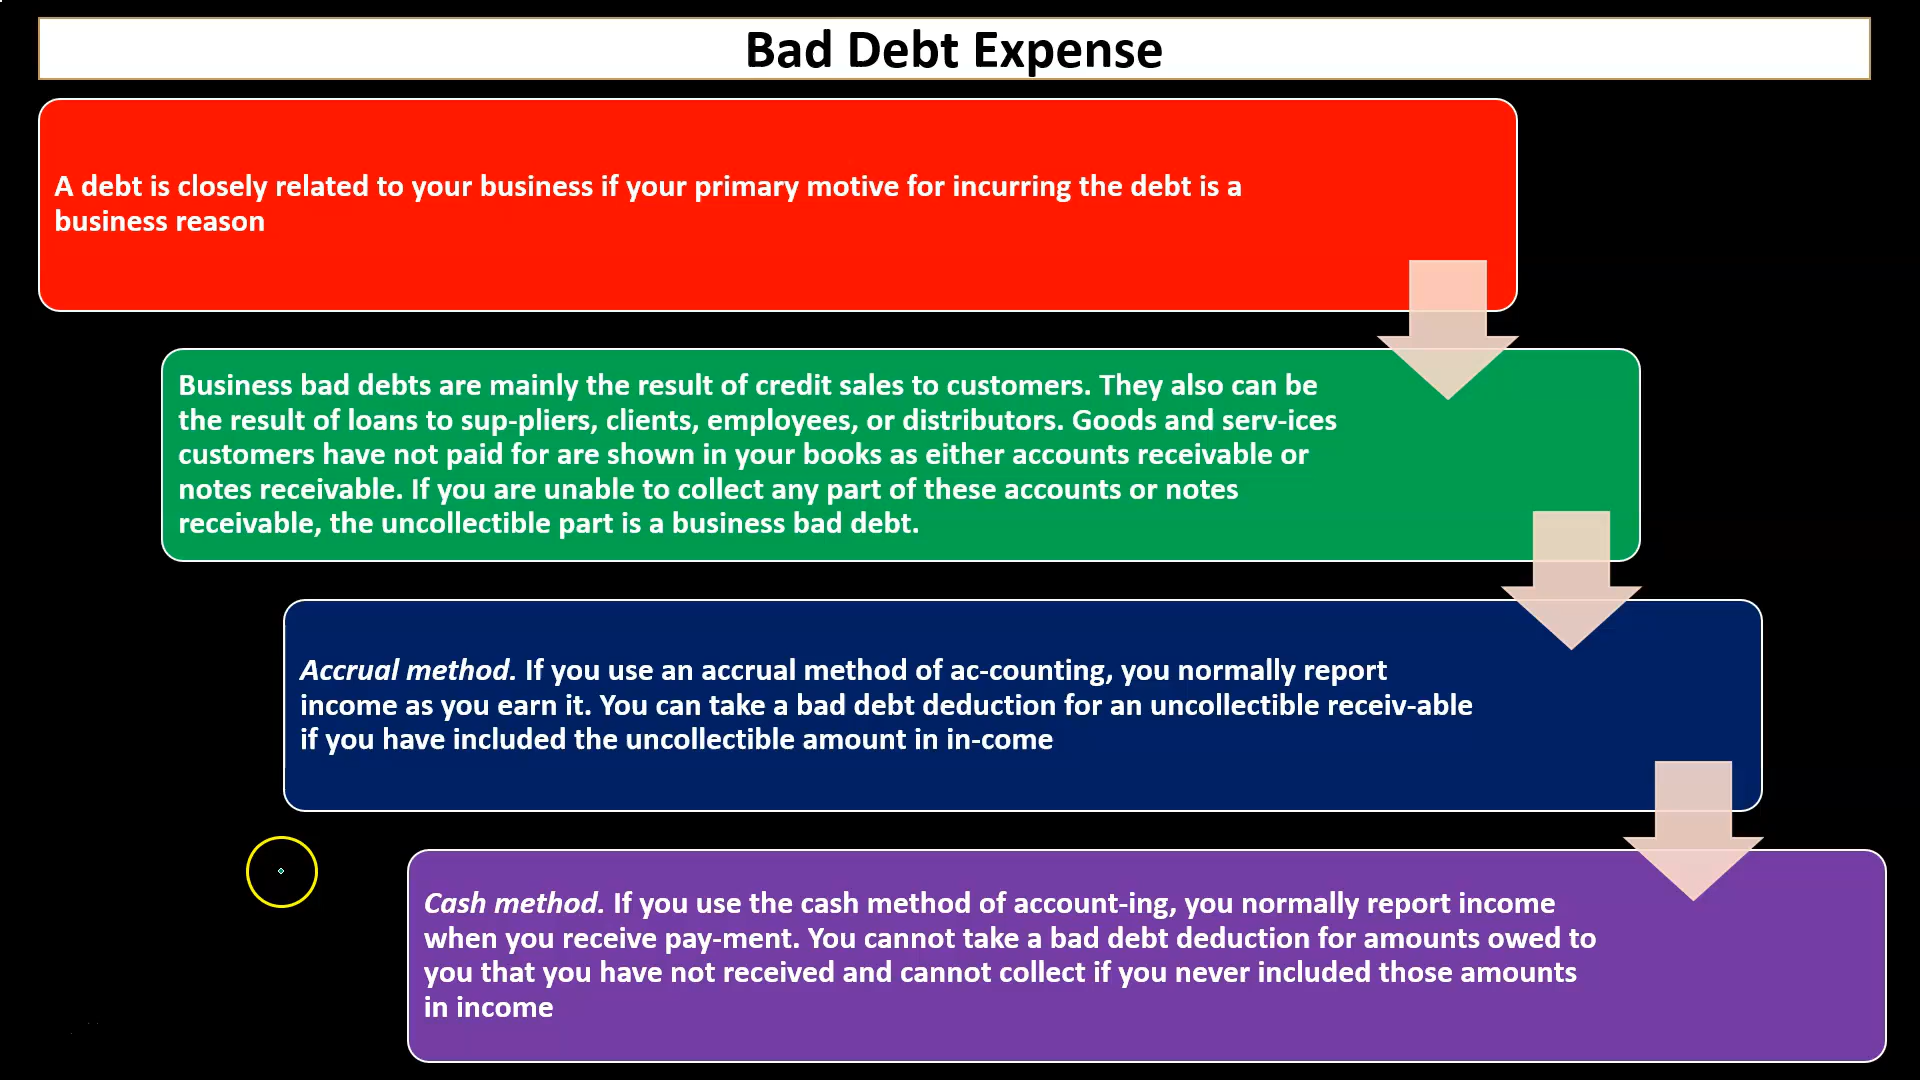 Bad Debt Expense
A debt is closely related to your business if your primary motive for incurring the debt is a
business reason
Business bad debts are mainly the result of credit sales to customers. They also can be
the result of loans to sup-pliers, clients, employees, or distributors. Goods and serv-ices
customers have not paid for are shown in your books as either accounts receivable or
notes receivable. If you are unable to collect any part of these accounts or notes
receivable, the uncollectible part is a business bad debt.
Accrual method. If you use an accrual method of ac-counting, you normally report
income as you earn it. You can take a bad debt deduction for an uncollectible receiv-able
if you have included the uncollectible amount in in-come
Cash method. If you use the cash method of account-ing, you normally report income
when you receive pay-ment. You cannot take a bad debt deduction for amounts owed to
you that you have not received and cannot collect if you never included those amounts
in income